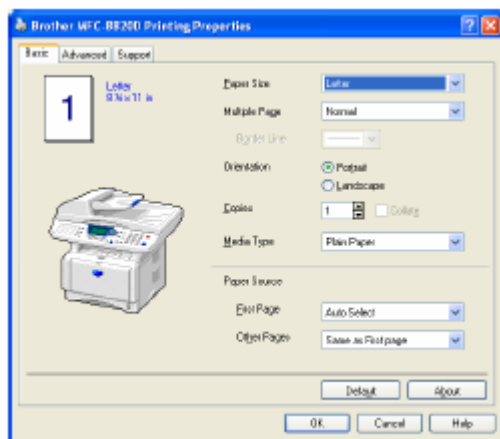 Brother MFC-8820D Printing Properties
Basic Advanced Support
1
Letter
8 ½ x 11 in
Paper Size Letter
Multiple Page Normal
Border Line
Orientation Portrait
Landscape
Copies 1 Collate
Media Type Plain Paper
Paper Source
First Page Auto Select
Other Pages Same as First page
Default About
OK Cancel Help